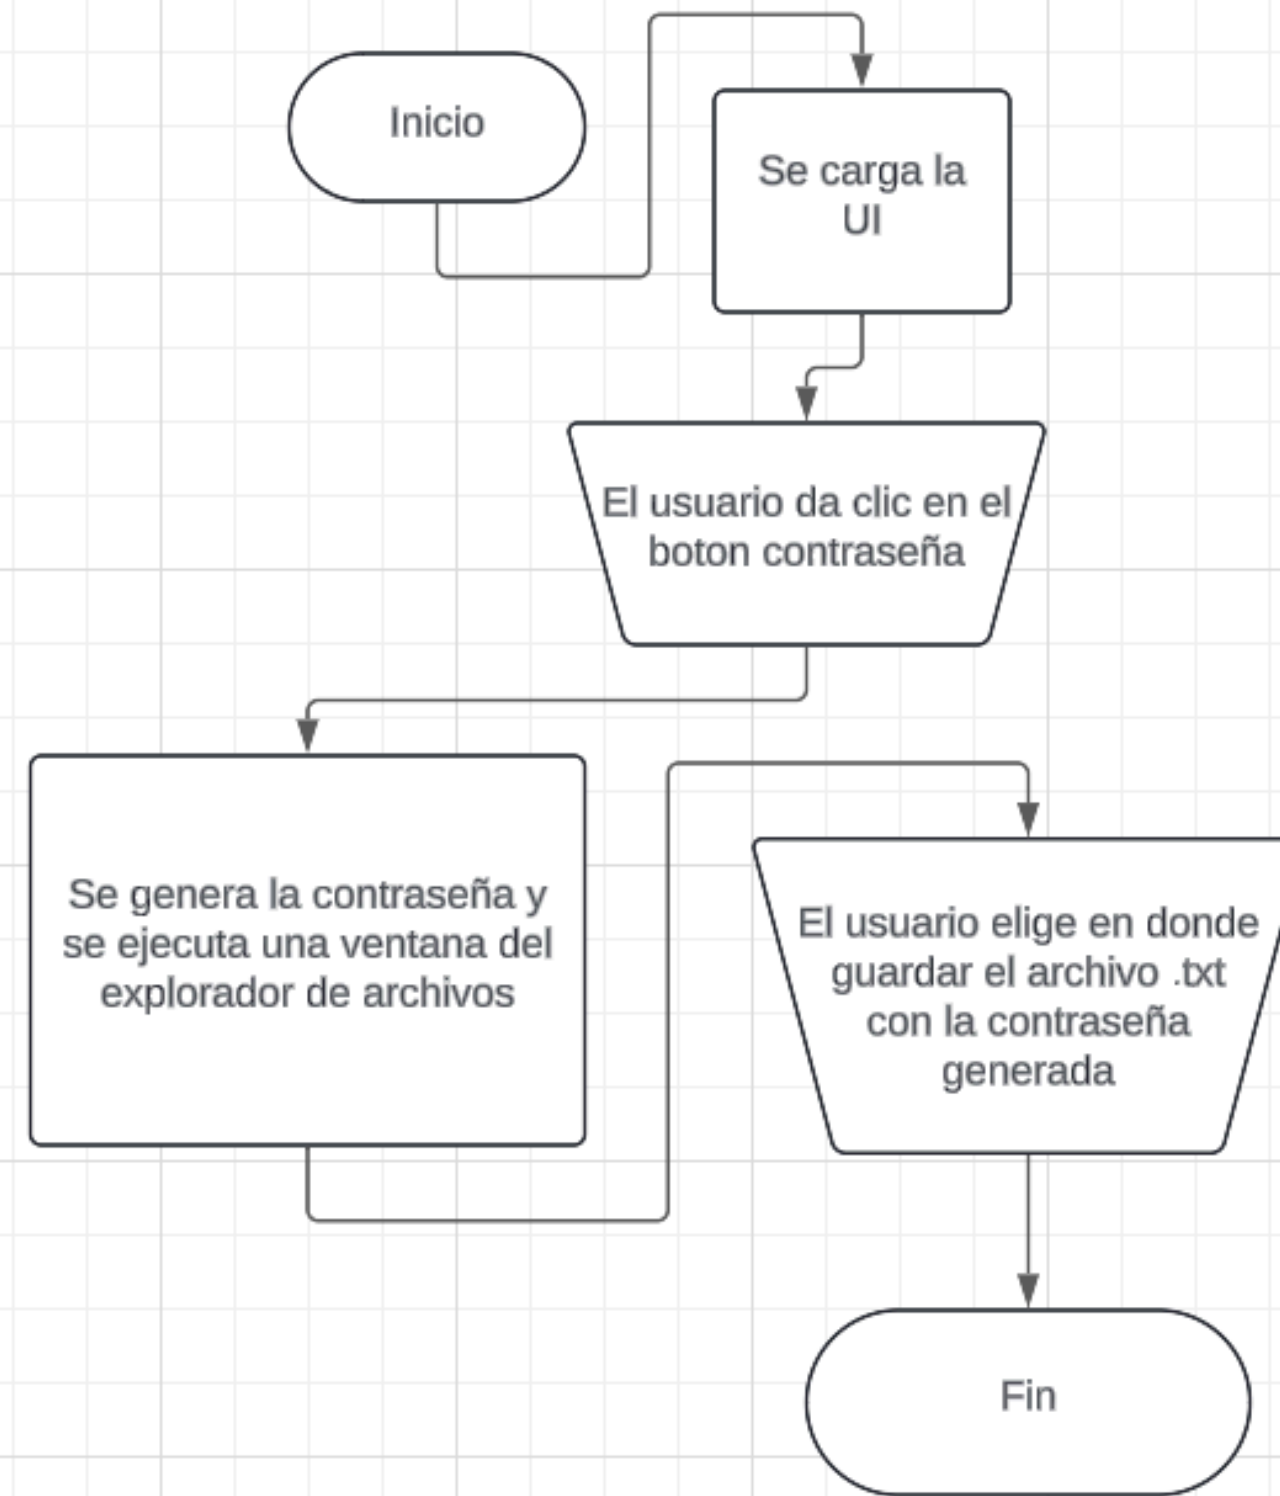 Inicio
Se carga la
UI
El usuario da clic en el
boton contraseña
Se genera la contraseña y
se ejecuta una ventana del
explorador de archivos
El usuario elige en donde
guardar el archivo .txt
con la contraseña
generada
Fin